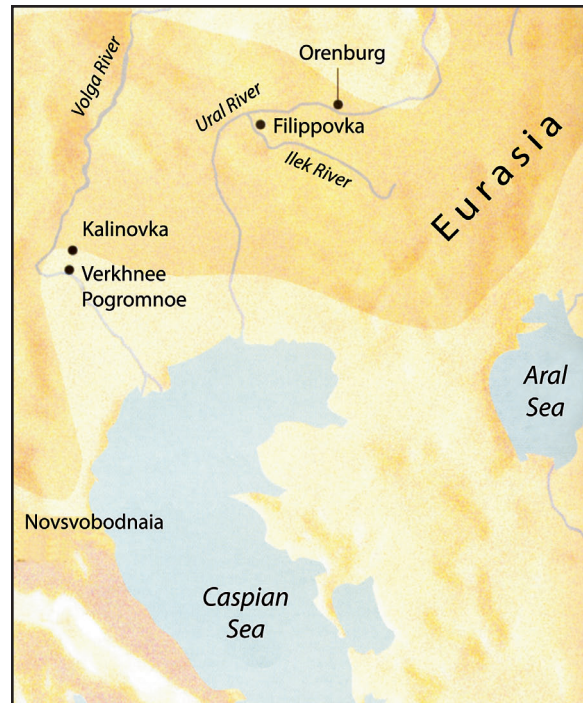 Orenburg
Volga River
Ural River
Filippovka
Ilek River
Eurasia
Kalinovka
Verkhnee
Pogromnoe
Aral
Sea
Novsvobodnaia
Caspian
Sea